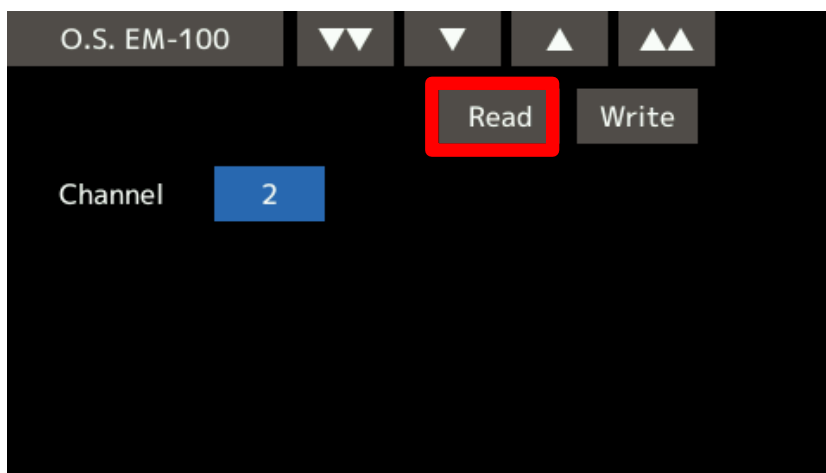 O.S. EM-100 ▼▼ ▼ ▲ ▲▲
Read Write
Channel 2